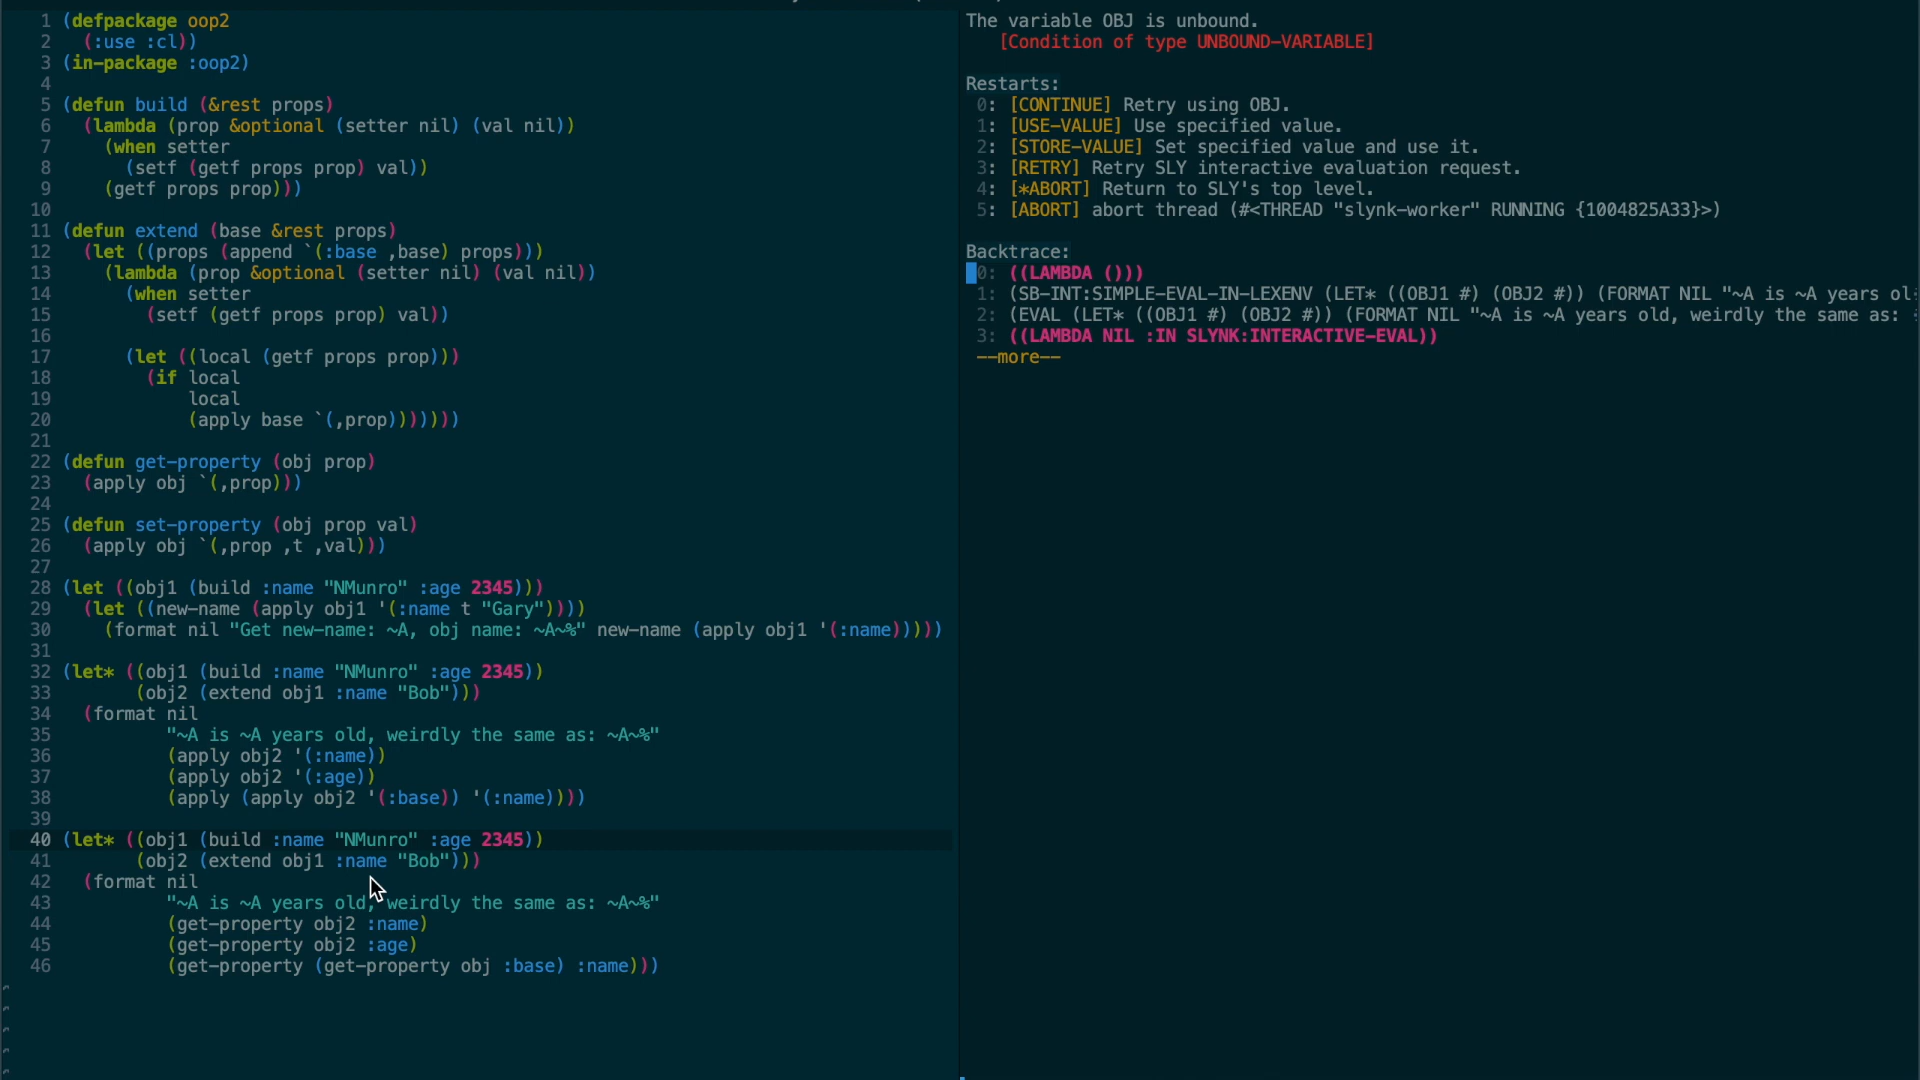 1 (defpackage oop2
2   (:use :cl))
3 (in-package :oop2)
4
5 (defun build (&rest props)
6   (lambda (prop &optional (setter nil) (val nil))
7     (when setter
8       (setf (getf props prop) val))
9     (getf props prop)))
10
11 (defun extend (base &rest props)
12   (let ((props (append `(:base ,base) props)))
13     (lambda (prop &optional (setter nil) (val nil))
14       (when setter
15         (setf (getf props prop) val))
16
17       (let ((local (getf props prop)))
18         (if local
19             local
20             (apply base `(,prop)))))))
21
22 (defun get-property (obj prop)
23   (apply obj `(,prop)))
24
25 (defun set-property (obj prop val)
26   (apply obj `(,prop ,t ,val)))
27
28 (let ((obj1 (build :name "NMunro" :age 2345)))
29   (let ((new-name (apply obj1 '(:name t "Gary"))))
30     (format nil "Get new-name: ~A, obj name: ~A~%" new-name (apply obj1 '(:name)))))
31
32 (let* ((obj1 (build :name "NMunro" :age 2345))
33        (obj2 (extend obj1 :name "Bob")))
34   (format nil
35           "~A is ~A years old, weirdly the same as: ~A~%"
36           (apply obj2 '(:name))
37           (apply obj2 '(:age))
38           (apply (apply obj2 '(:base)) '(:name))))
39
40 (let* ((obj1 (build :name "NMunro" :age 2345))
41        (obj2 (extend obj1 :name "Bob")))
42   (format nil
43           "~A is ~A years old, weirdly the same as: ~A~%"
44           (get-property obj2 :name)
45           (get-property obj2 :age)
46           (get-property (get-property obj :base) :name)))
The variable OBJ is unbound.
   [Condition of type UNBOUND-VARIABLE]
Restarts:
 0: [CONTINUE] Retry using OBJ.
 1: [USE-VALUE] Use specified value.
 2: [STORE-VALUE] Set specified value and use it.
 3: [RETRY] Retry SLY interactive evaluation request.
 4: [*ABORT] Return to SLY's top level.
 5: [ABORT] abort thread (#<THREAD "slynk-worker" RUNNING {1004825A33}>)
Backtrace:
 0: ((LAMBDA ()))
 1: (SB-INT:SIMPLE-EVAL-IN-LEXENV (LET* ((OBJ1 #) (OBJ2 #)) (FORMAT NIL "~A is ~A years ol
 2: (EVAL (LET* ((OBJ1 #) (OBJ2 #)) (FORMAT NIL "~A is ~A years old, weirdly the same as:
 3: ((LAMBDA NIL :IN SLYNK:INTERACTIVE-EVAL))
 --more--